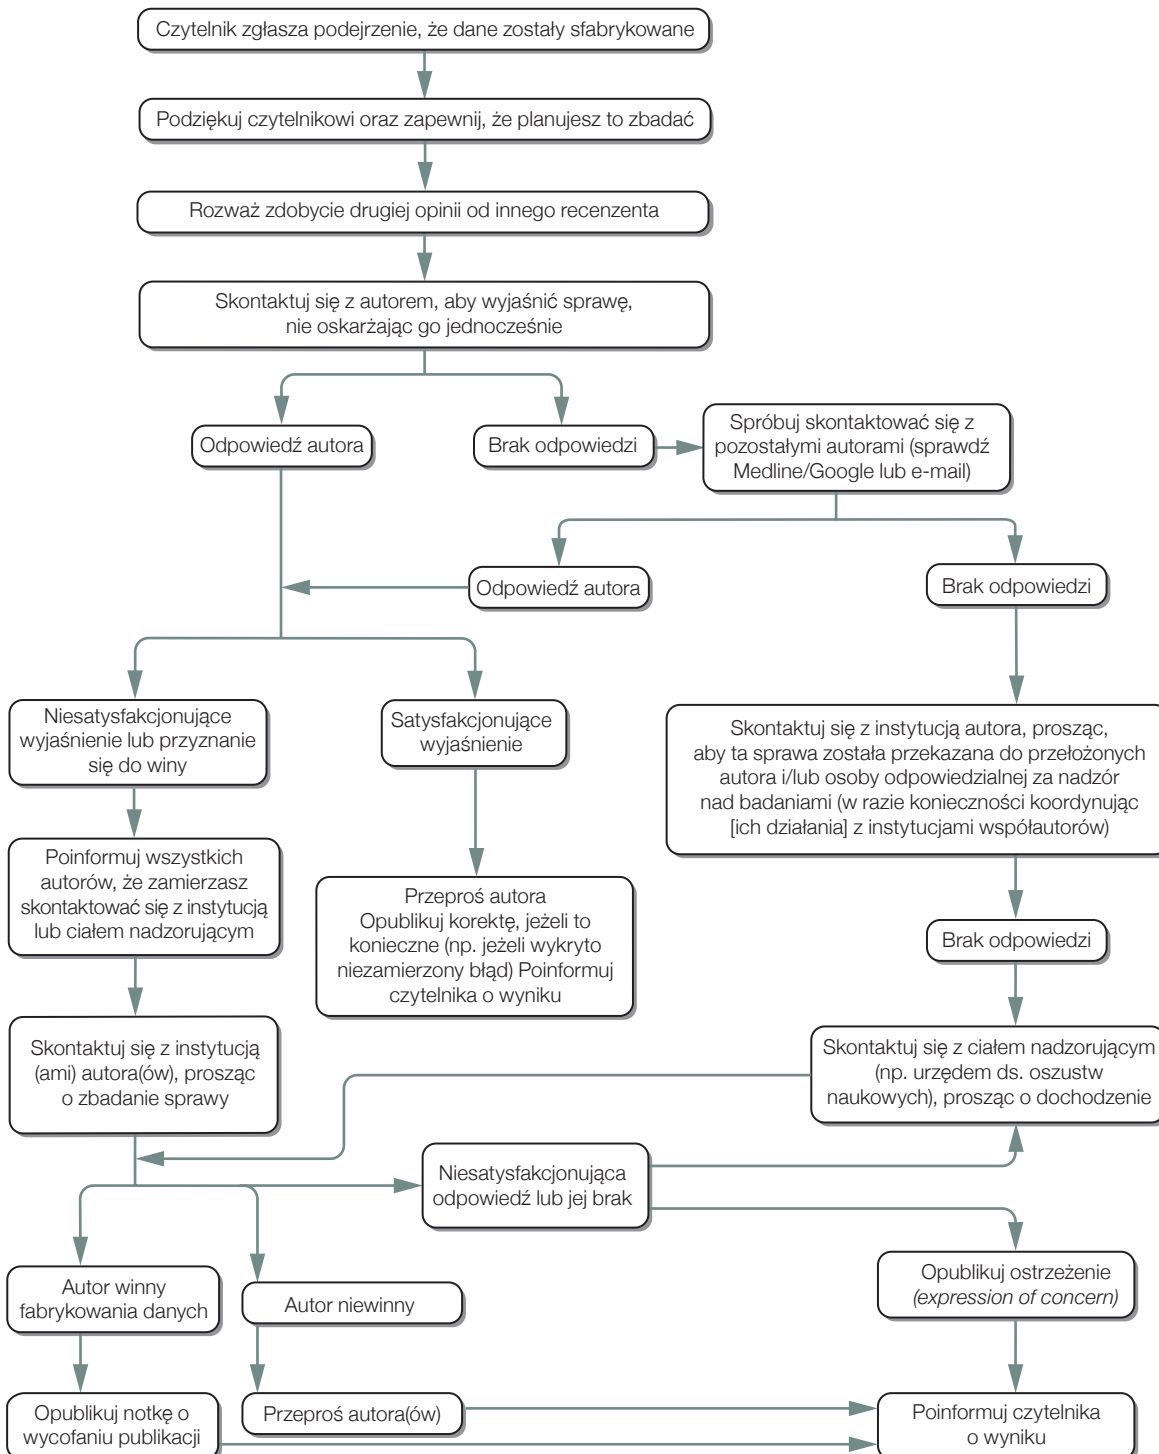 Czytelnik zgłasza podejrzenie, że dane zostały sfabrykowane
Podziękuj czytelnikowi oraz zapewnij, że planujesz to zbadać
Rozważ zdobycie drugiej opinii od innego recenzenta
Skontaktuj się z autorem, aby wyjaśnić sprawę,
nie oskarżając go jednocześnie
Odpowiedź autora
Brak odpowiedzi
Spróbuj skontaktować się z
pozostałymi autorami (sprawdź
Medline/Google lub e-mail)
Odpowiedź autora
Brak odpowiedzi
Niesatysfakcjonujące
wyjaśnienie lub przyznanie
się do winy
Satysfakcjonujące
wyjaśnienie
Skontaktuj się z instytucją autora, prosząc,
aby ta sprawa została przekazana do przełożonych
autora i/lub osoby odpowiedzialnej za nadzór
nad badaniami (w razie konieczności koordynując
[ich działania] z instytucjami współautorów)
Poinformuj wszystkich
autorów, że zamierzasz
skontaktować się z instytucją
lub ciałem nadzorującym
Przeproś autora
Opublikuj korektę, jeżeli to
konieczne (np. jeżeli wykryto
niezamierzony błąd) Poinformuj
czytelnika o wyniku
Brak odpowiedzi
Skontaktuj się z instytucją
(ami) autora(ów), prosząc
o zbadanie sprawy
Skontaktuj się z ciałem nadzorującym
(np. urzędem ds. oszustw
naukowych), prosząc o dochodzenie
Niesatysfakcjonująca
odpowiedź lub jej brak
Autor winny
fabrykowania danych
Autor niewinny
Opublikuj ostrzeżenie
(expression of concern)
Opublikuj notkę o
wycofaniu publikacji
Przeproś autora(ów)
Poinformuj czytelnika
o wyniku